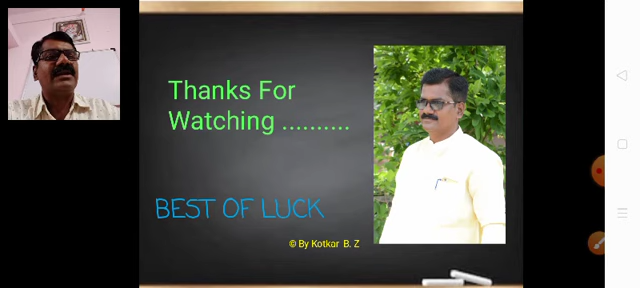 Thanks For
Watching ..........
BEST OF LUCK
© By Kotkar B. Z